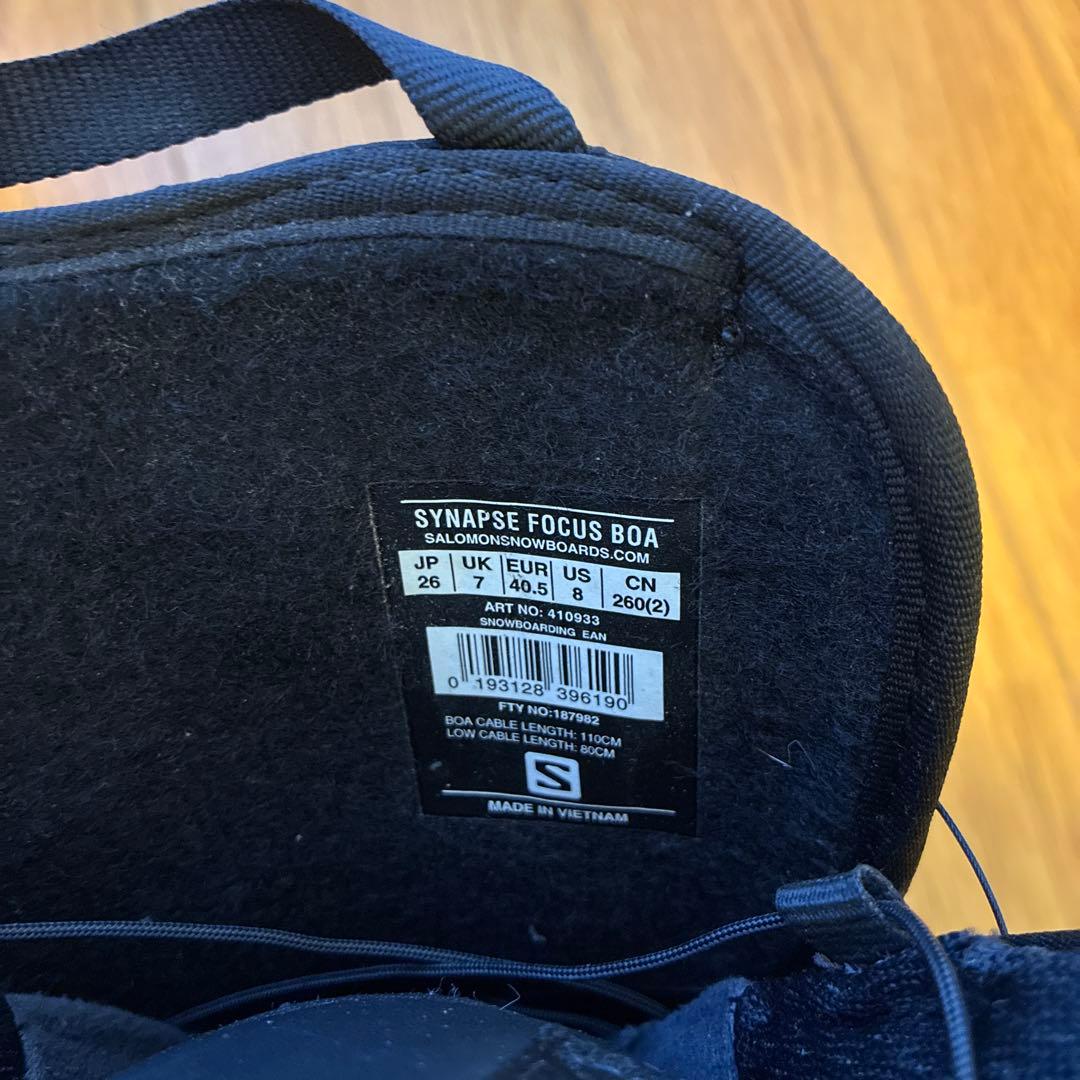 SYNAPSE FOCUS BOA
SALOMONSNOWBOARDS.COM
JP UK EUR US CN
26 7 40.5 8 260(2)
ART NO: 410933
SNOWBOARDING EAN
0 193128 396190
FTY NO:187982
BOA CABLE LENGTH: 110CM
LOW CABLE LENGTH: 80CM
S
MADE IN VIETNAM